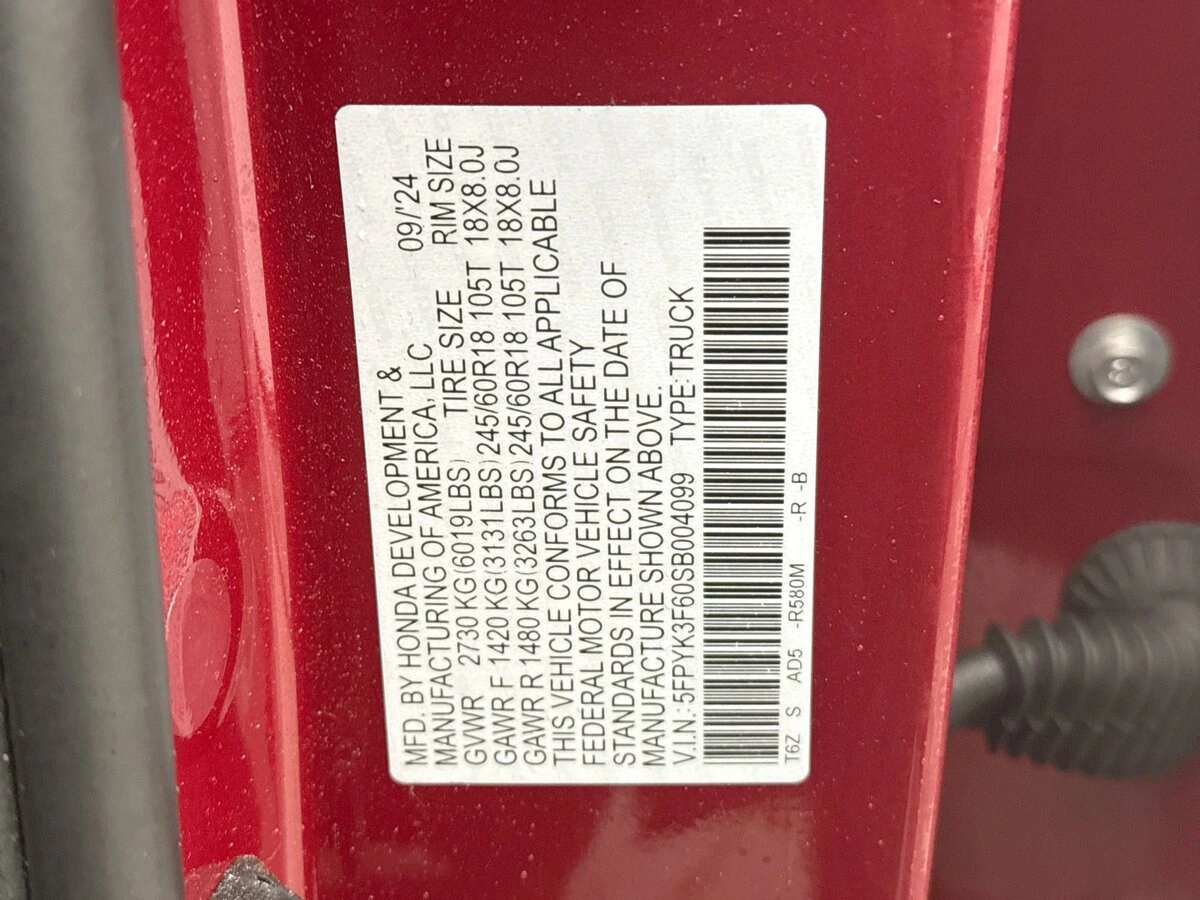 MFD. BY HONDA DEVELOPMENT & 09/'24
MANUFACTURING OF AMERICA, LLC
GVWR 2730 KG(6019LBS) TIRE SIZE RIM SIZE
GAWR F 1420 KG(3131LBS) 245/60R18 105T 18X8.0J
GAWR R 1480 KG(3263LBS) 245/60R18 105T 18X8.0J
THIS VEHICLE CONFORMS TO ALL APPLICABLE
FEDERAL MOTOR VEHICLE SAFETY
STANDARDS IN EFFECT ON THE DATE OF
MANUFACTURE SHOWN ABOVE.
V.I.N.: 5FPYK3F60SB004099 TYPE: TRUCK
T6Z S AD5 -R580M -R -B
8